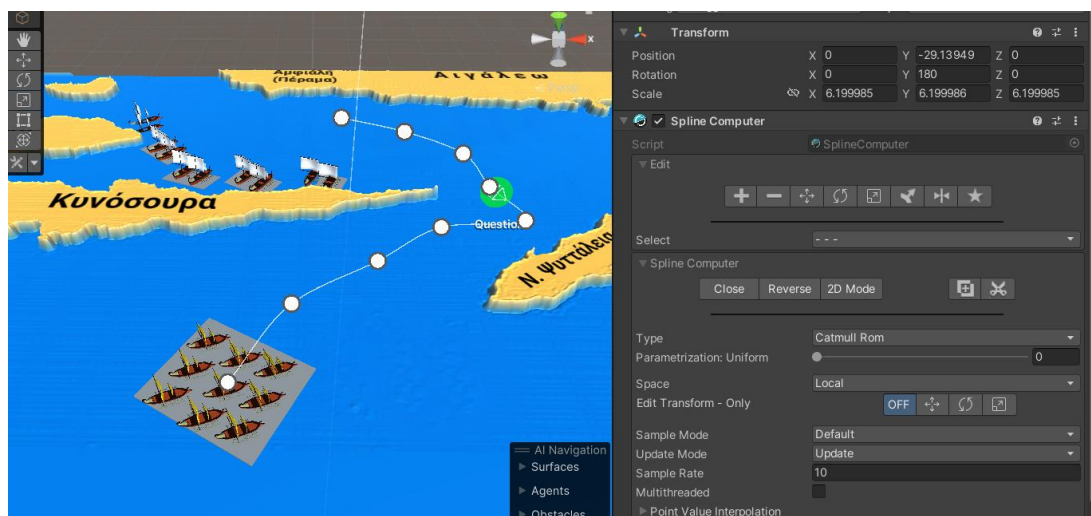 Αμφιάλη
(Πέραμα)
Αιγάλεω
x
Κυνόσουρα
Questio
Ν. Ψυττάλεια
AI Navigation
Surfaces
Agents
Obstacles
Transform
Position X 0 Y -29.13949 Z 0
Rotation X 0 Y 180 Z 0
Scale X 6.199985 Y 6.199986 Z 6.199985
Spline Computer
Script SplineComputer
Edit
Select - - -
Spline Computer
Close Reverse 2D Mode
Type Catmull Rom
Parametrization: Uniform 0
Space Local
Edit Transform - Only OFF
Sample Mode Default
Update Mode Update
Sample Rate 10
Multithreaded
Point Value Interpolation